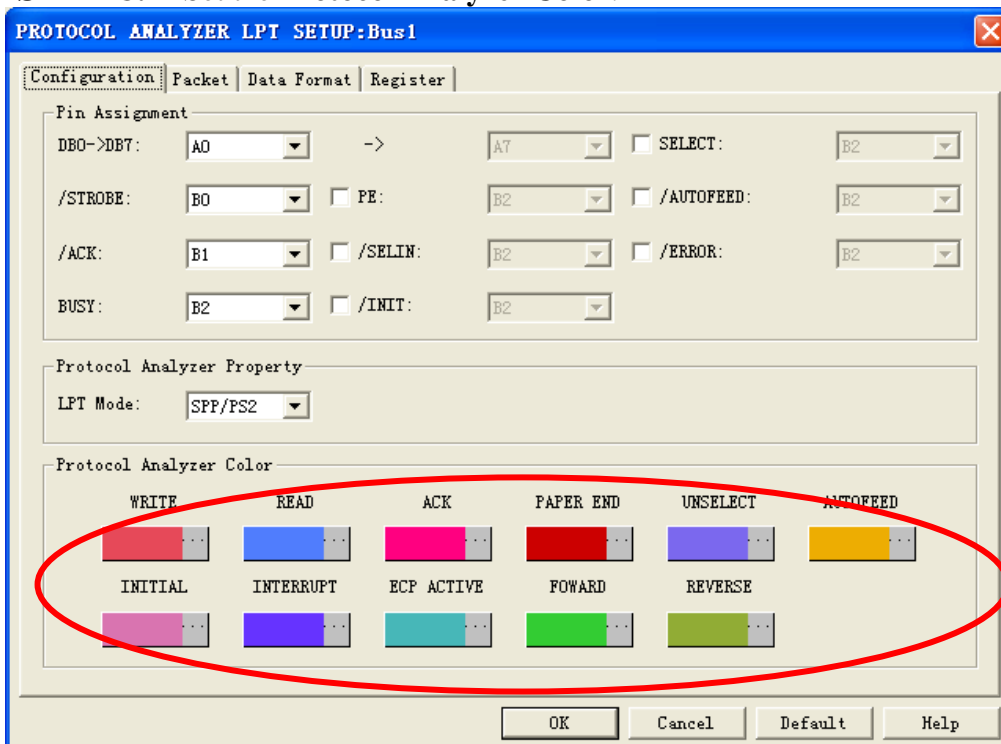 PROTOCOL ANALYZER LPT SETUP:Bus1
Configuration Packet Data Format Register
Pin Assignment
DB0->DB7: A0 -> A7 SELECT: B2
/STROBE: B0 PE: B2 /AUTOFEED: B2
/ACK: B1 /SELIN: B2 /ERROR: B2
BUSY: B2 /INIT: B2
Protocol Analyzer Property
LPT Mode: SPP/PS2
Protocol Analyzer Color
WRITE READ ACK PAPER END UNSELECT AUTOFEED
... ... ... ... ... ...
INITIAL INTERRUPT ECP ACTIVE FOWARD REVERSE
... ... ... ... ...
OK Cancel Default Help